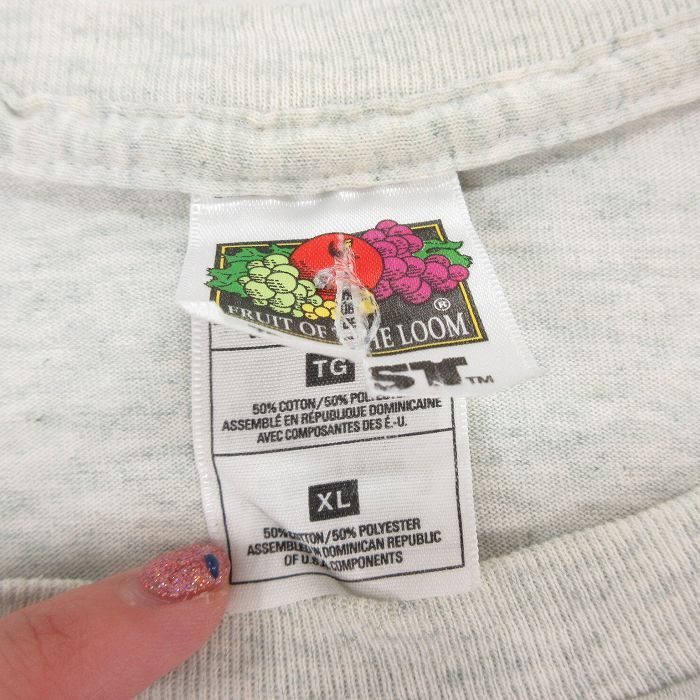 FRUIT OF THE LOOM ®
ST™
TG
50% COTON/50% POLYESTER
ASSEMBLÉ EN RÉPUBLIQUE DOMINICAINE
AVEC COMPOSANTES DES É.-U.
XL
50% COTTON/50% POLYESTER
ASSEMBLED IN DOMINICAN REPUBLIC
OF U.S.A COMPONENTS